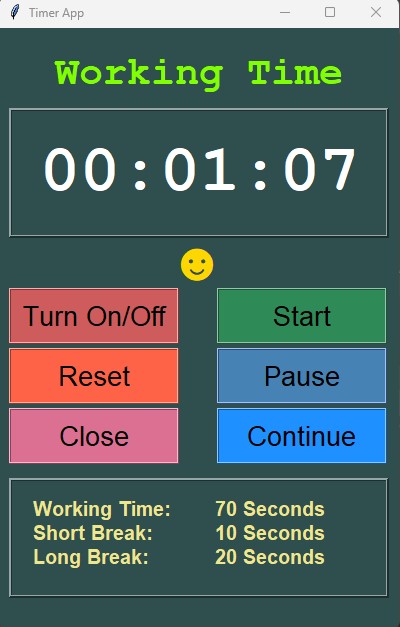 Timer App
Working Time
00:01:07
Turn On/Off Start
Reset Pause
Close Continue
Working Time: 70 Seconds
Short Break: 10 Seconds
Long Break: 20 Seconds